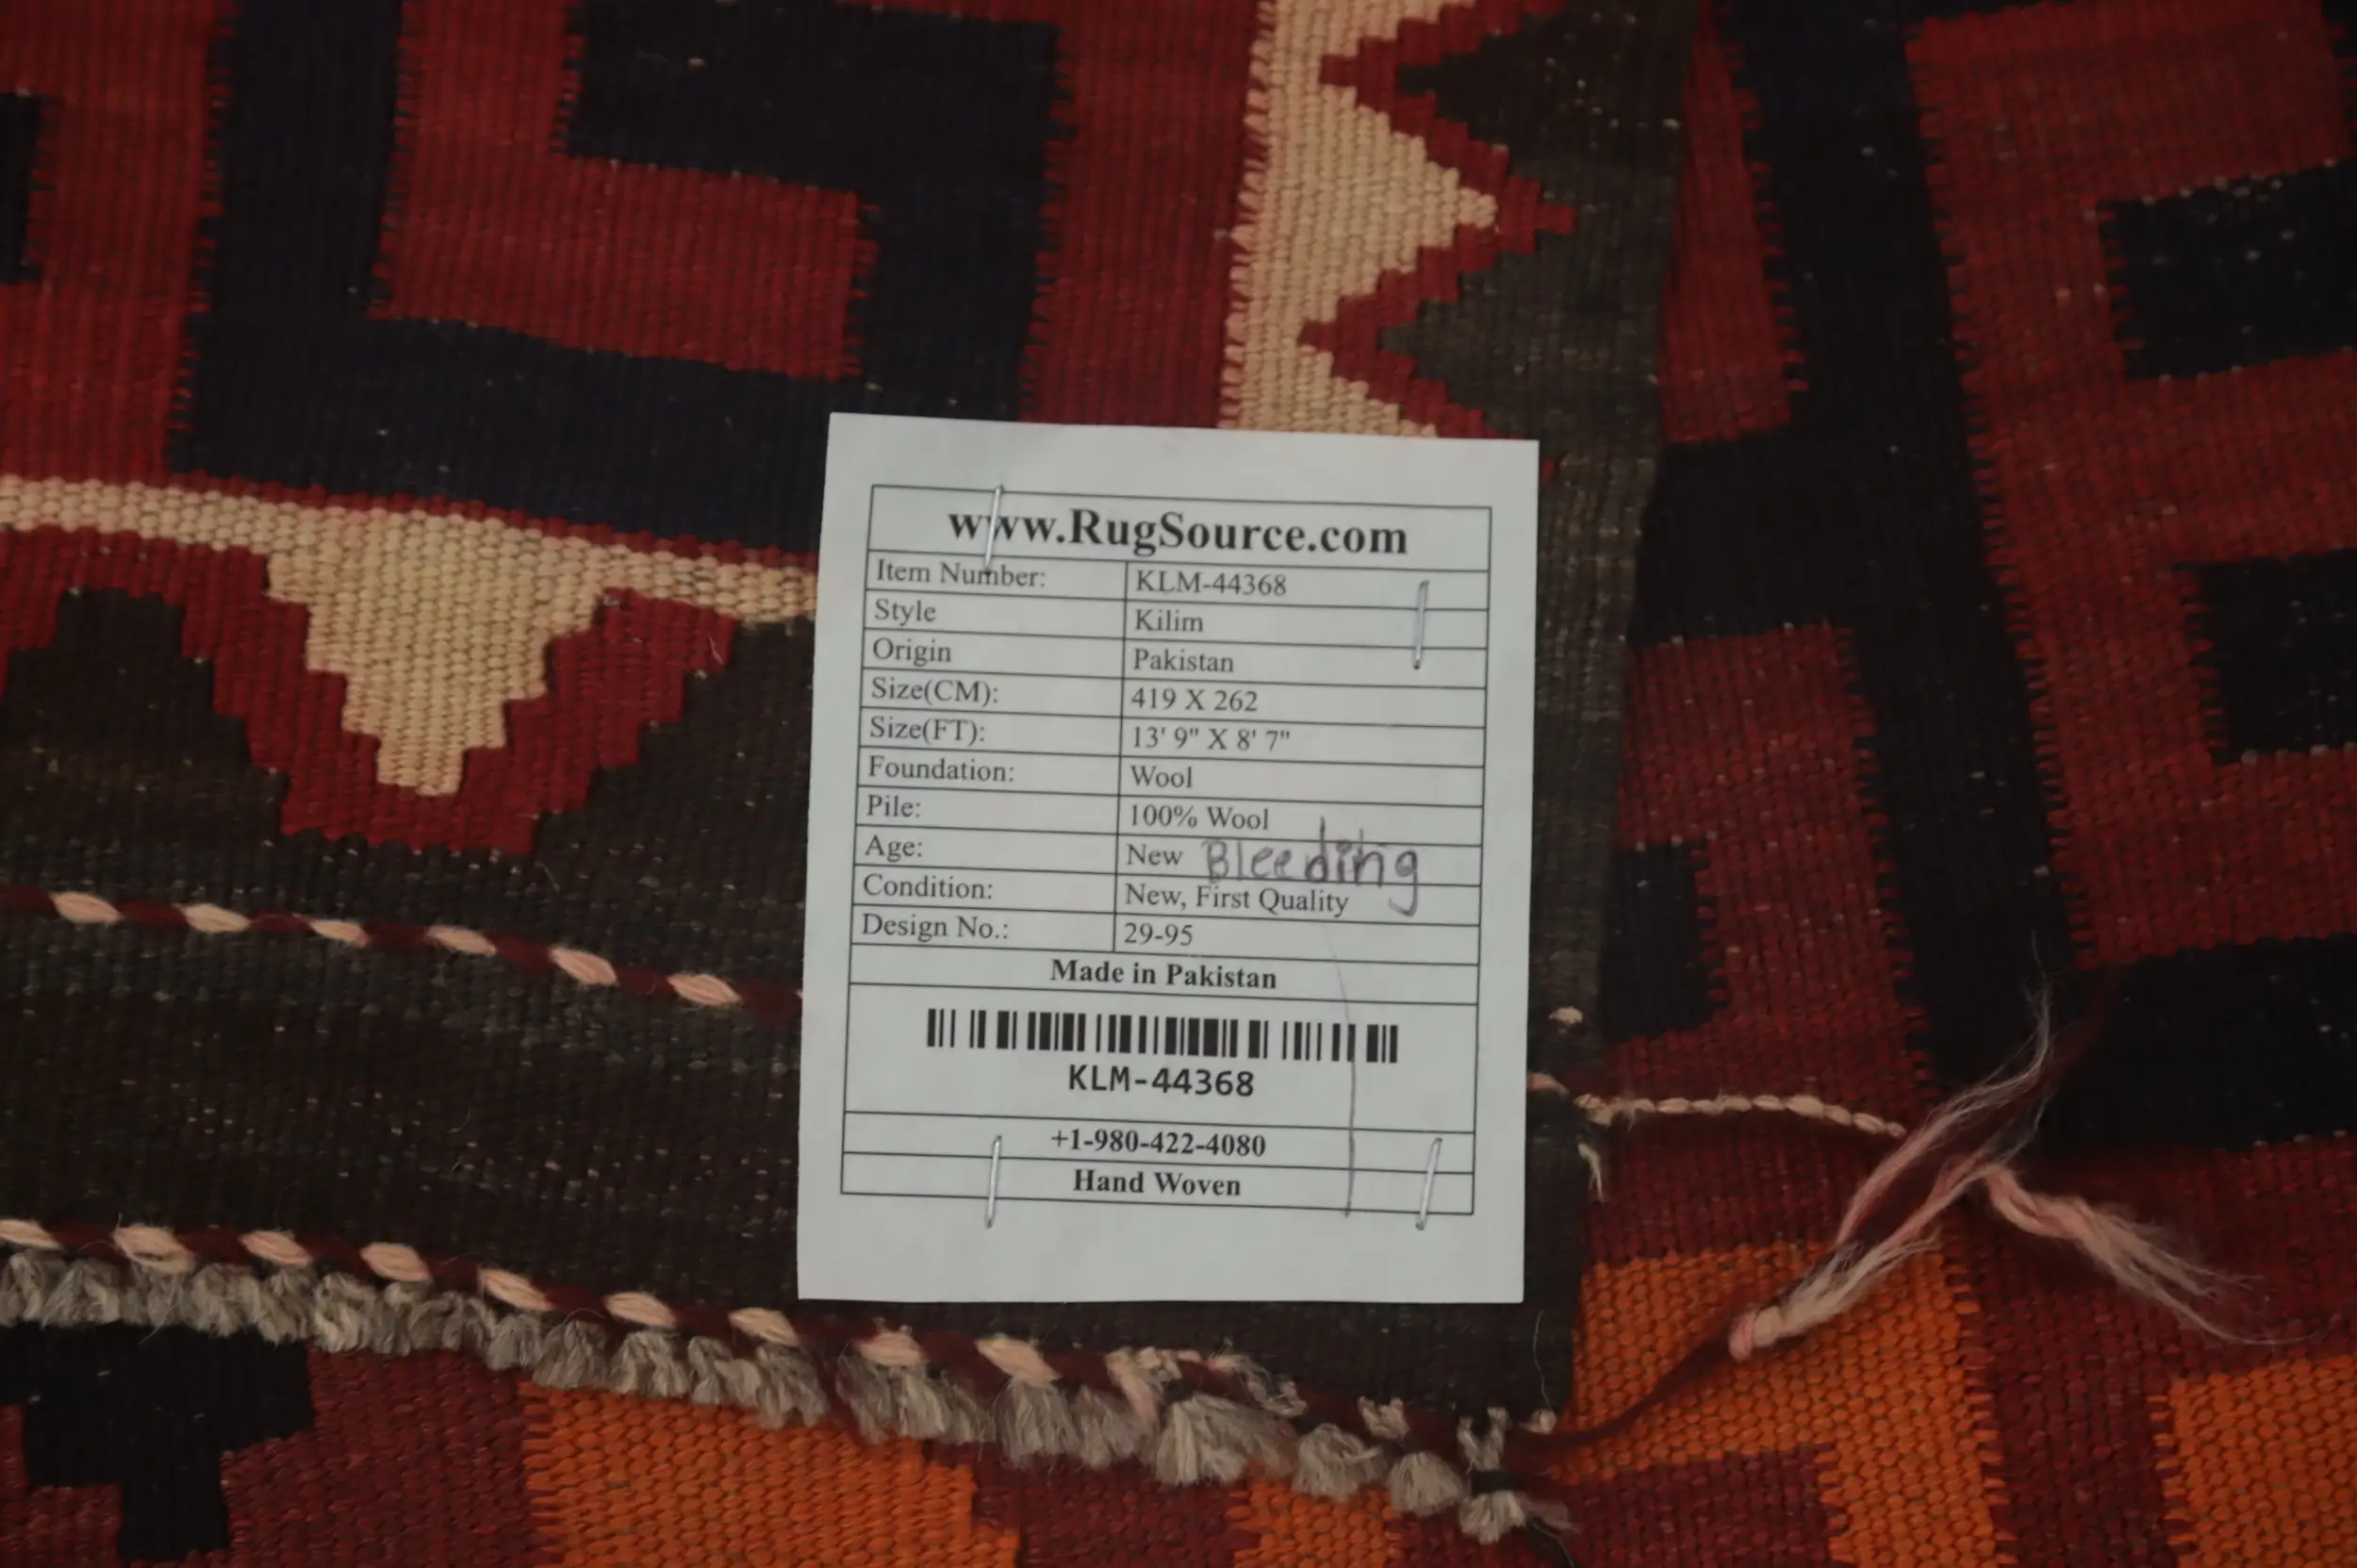 www.RugSource.com
Item Number: KLM-44368
Style Kilim
Origin Pakistan
Size(CM): 419 X 262
Size(FT): 13' 9" X 8' 7"
Foundation: Wool
Pile: 100% Wool
Age: New Bleeding
Condition: New, First Quality
Design No.: 29-95
Made in Pakistan
KLM-44368
+1-980-422-4080
Hand Woven